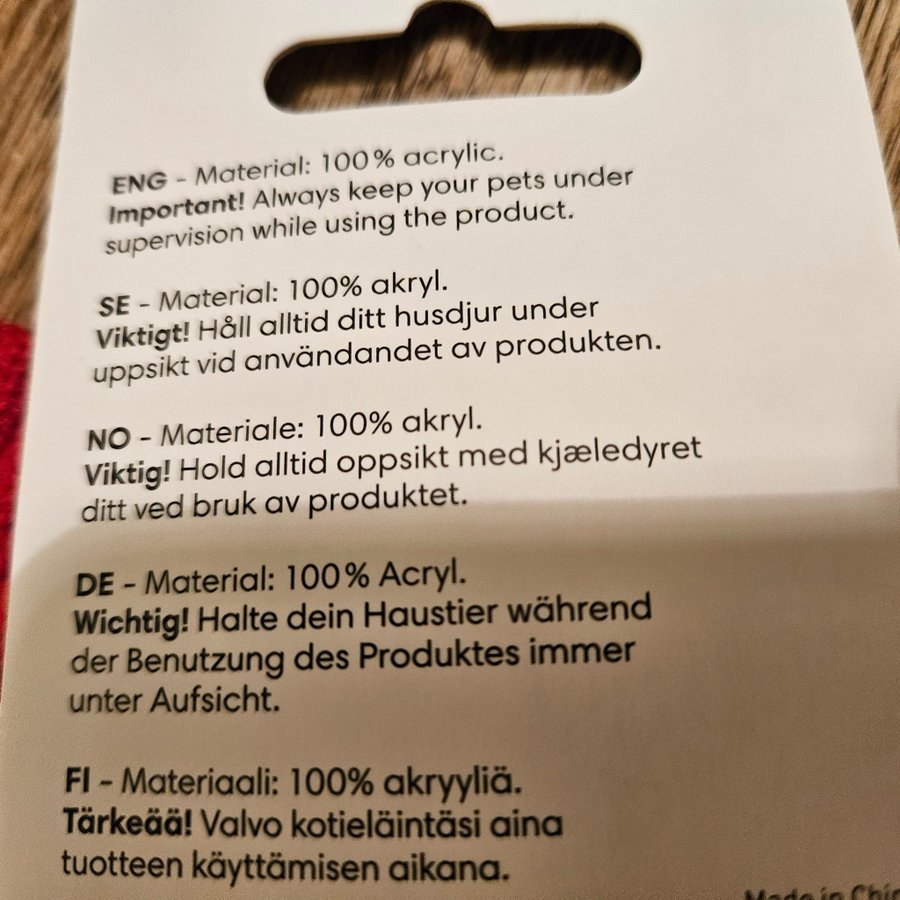 ENG - Material: 100% acrylic.
Important! Always keep your pets under
supervision while using the product.
SE - Material: 100% akryl.
Viktigt! Håll alltid ditt husdjur under
uppsikt vid användandet av produkten.
NO - Materiale: 100% akryl.
Viktig! Hold alltid oppsikt med kjæledyret
ditt ved bruk av produktet.
DE - Material: 100% Acryl.
Wichtig! Halte dein Haustier während
der Benutzung des Produktes immer
unter Aufsicht.
FI - Materiaali: 100% akryyliä.
Tärkeää! Valvo kotieläintäsi aina
tuotteen käyttämisen aikana.
Made in